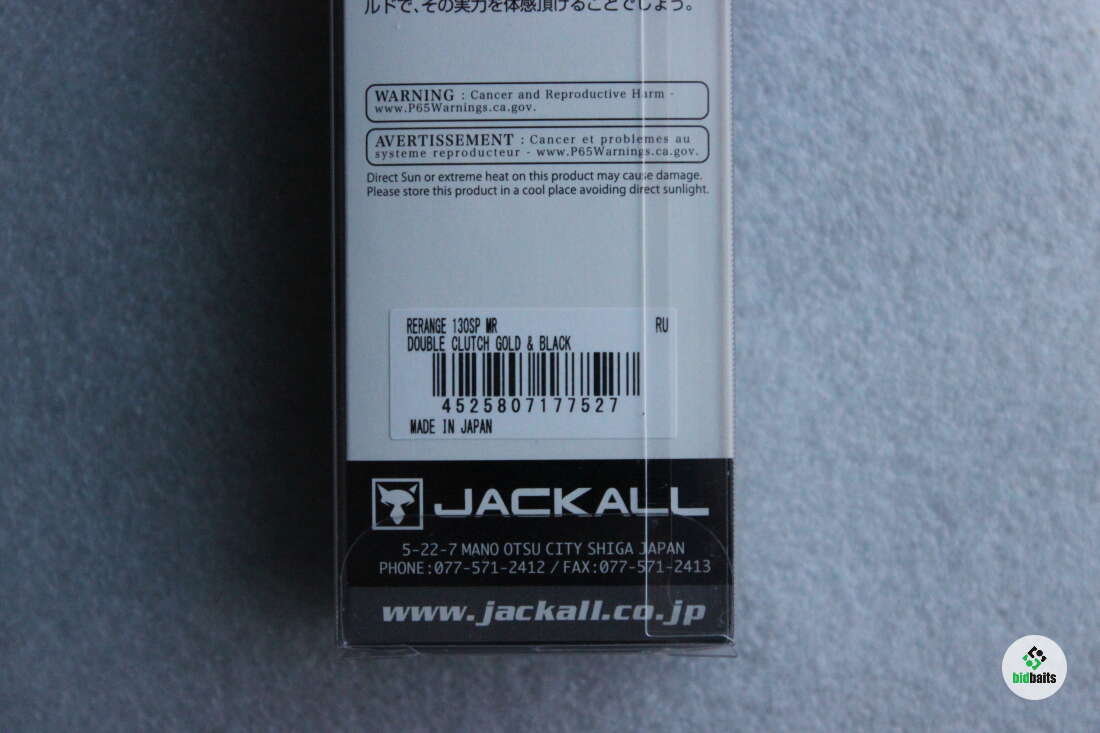 ルドで、その実力を体感頂けることでしょう。
WARNING : Cancer and Reproductive Harm -
www.P65Warnings.ca.gov.
AVERTISSEMENT : Cancer et problemes au
systeme reproducteur - www.P65Warnings.ca.gov.
Direct Sun or extreme heat on this product may cause damage.
Please store this product in a cool place avoiding direct sunlight.
RERANGE 130SP MR RU
DOUBLE CLUTCH GOLD & BLACK
4525807177527
MADE IN JAPAN
JACKALL
5-22-7 MANO OTSU CITY SHIGA JAPAN
PHONE:077-571-2412 / FAX:077-571-2413
www.jackall.co.jp
bidbaits